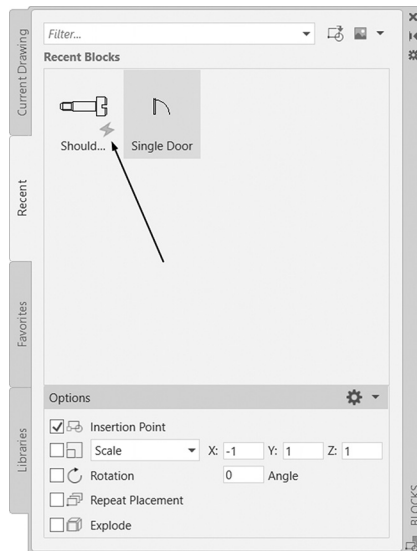 Filter...
Recent Blocks
Should...
Single Door
Current Drawing
Recent
Favorites
Libraries
Options
Insertion Point
Scale X: -1 Y: 1 Z: 1
Rotation 0 Angle
Repeat Placement
Explode
BLOCKS